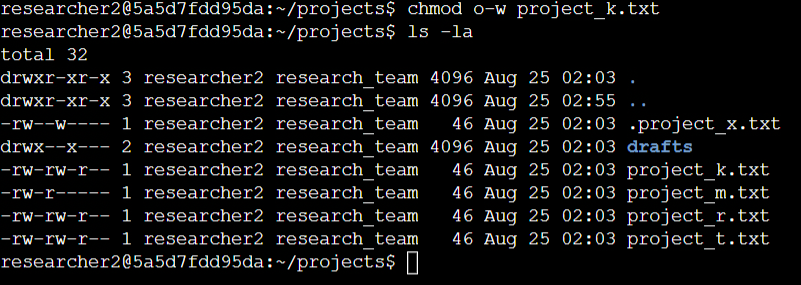 researcher2@5a5d7fdd95da:~/projects$ chmod o-w project_k.txt
researcher2@5a5d7fdd95da:~/projects$ ls -la
total 32
drwxr-xr-x 3 researcher2 research_team 4096 Aug 25 02:03 .
drwxr-xr-x 3 researcher2 research_team 4096 Aug 25 02:55 ..
-rw--w---- 1 researcher2 research_team   46 Aug 25 02:03 .project_x.txt
drwx--x--- 2 researcher2 research_team 4096 Aug 25 02:03 drafts
-rw-rw-r-- 1 researcher2 research_team   46 Aug 25 02:03 project_k.txt
-rw-r----- 1 researcher2 research_team   46 Aug 25 02:03 project_m.txt
-rw-rw-r-- 1 researcher2 research_team   46 Aug 25 02:03 project_r.txt
-rw-rw-r-- 1 researcher2 research_team   46 Aug 25 02:03 project_t.txt
researcher2@5a5d7fdd95da:~/projects$